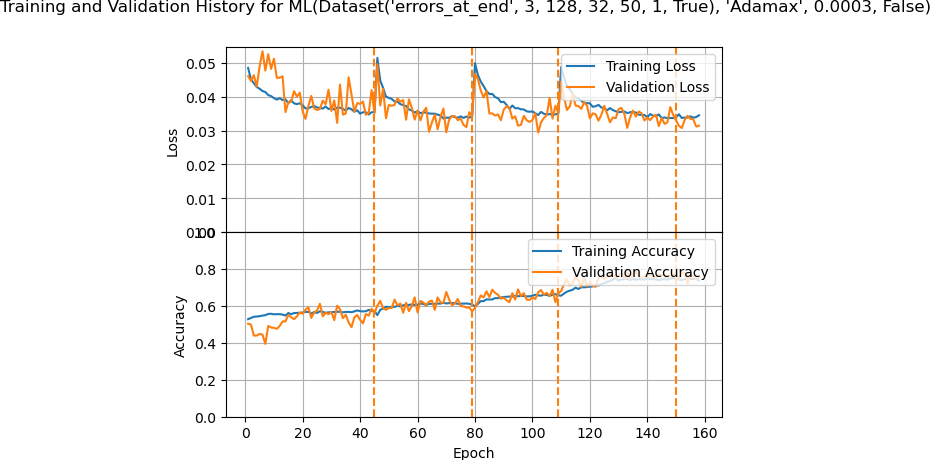 Training and Validation History for ML(Dataset('errors_at_end', 3, 128, 32, 50, 1, True), 'Adamax', 0.0003, False)
0.05
0.04
0.03
0.02
0.01
0.00
Loss
Training Loss
Validation Loss
1.0
0.8
0.6
0.4
0.2
0.0
Accuracy
Training Accuracy
Validation Accuracy
0 20 40 60 80 100 120 140 160
Epoch